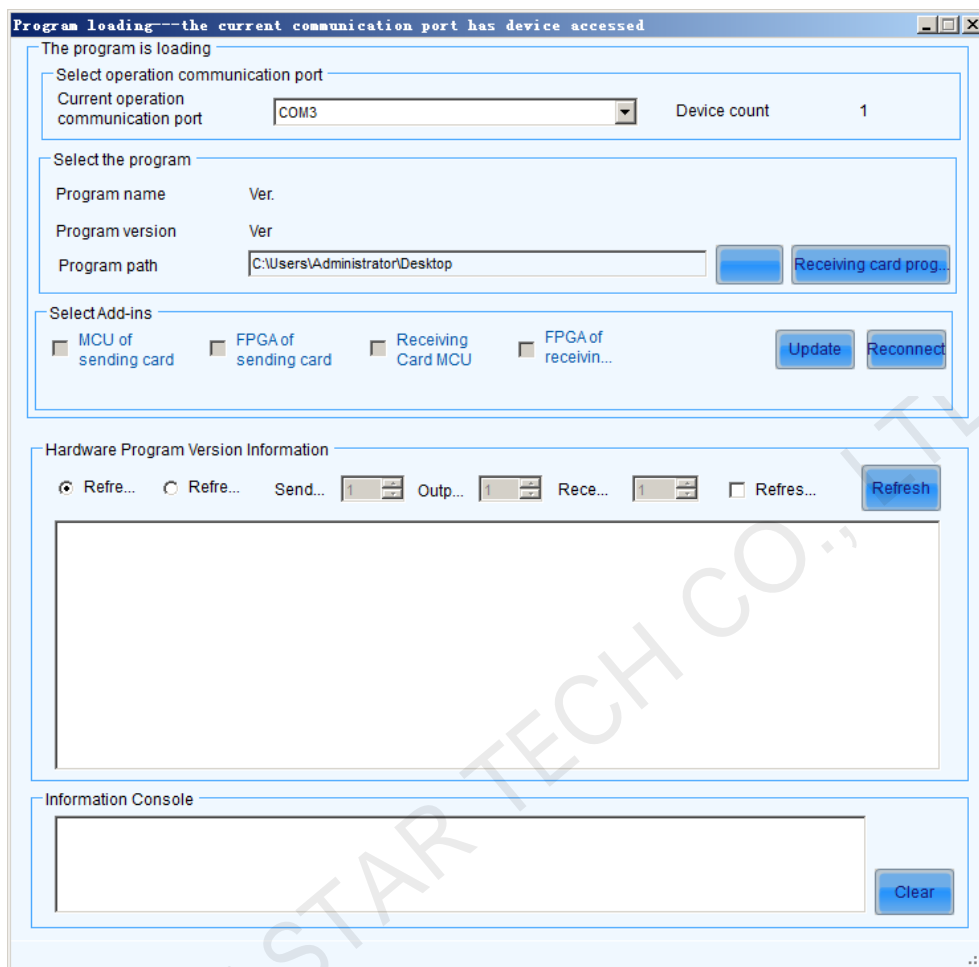 Program loading---the current communication port has device accessed
The program is loading
Select operation communication port
Current operation
communication port
COM3
Device count
1
Select the program
Program name
Ver.
Program version
Ver
Program path
C:\Users\Administrator\Desktop
Receiving card prog...
Select Add-ins
MCU of
sending card
FPGA of
sending card
Receiving
Card MCU
FPGA of
receivin...
Update
Reconnect
Hardware Program Version Information
Refre...
Refre...
Send...
1
Outp...
1
Rece...
1
Refres...
Refresh
Information Console
Clear
STAR TECH CO., LTD